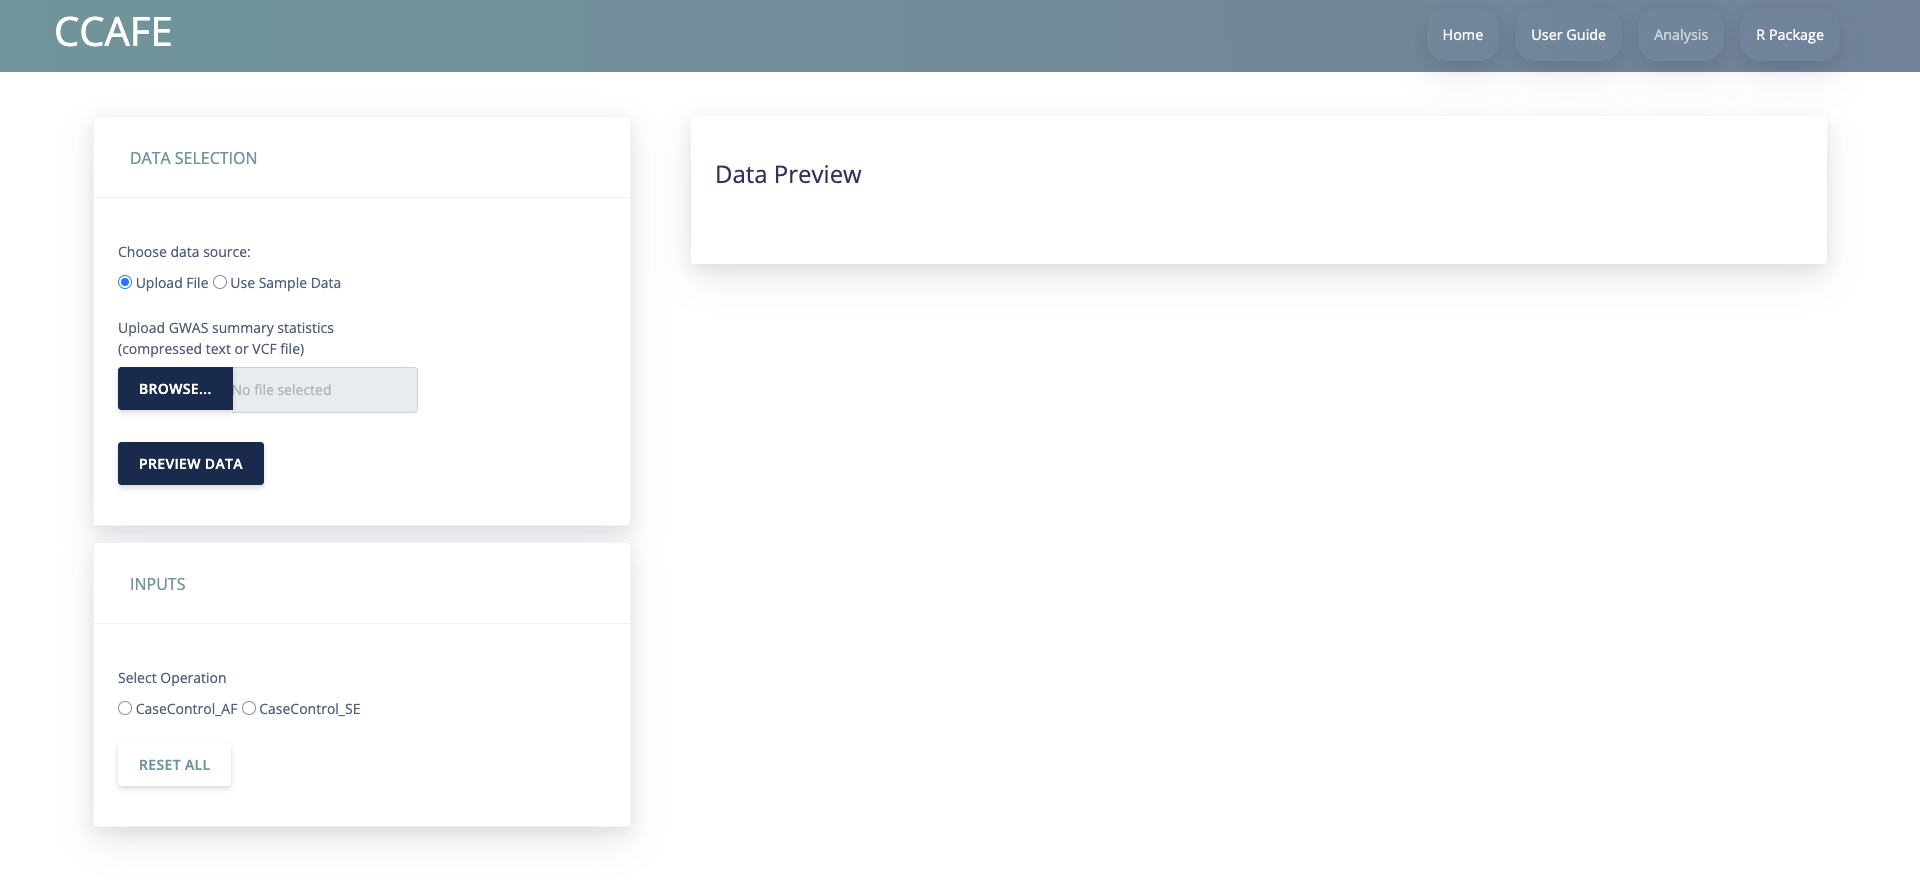 CCAFE
Home User Guide Analysis R Package
DATA SELECTION
Choose data source:
Upload File Use Sample Data
Upload GWAS summary statistics
(compressed text or VCF file)
BROWSE... No file selected
PREVIEW DATA
INPUTS
Select Operation
CaseControl_AF CaseControl_SE
RESET ALL
Data Preview